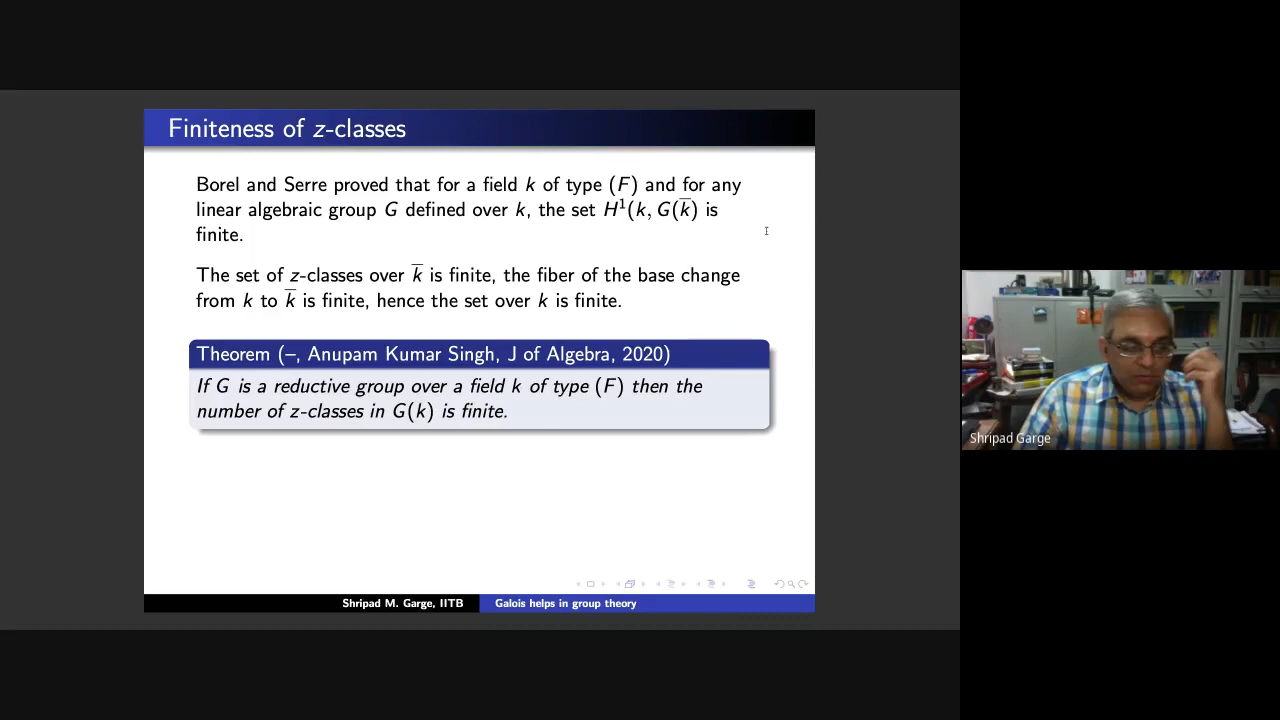 Finiteness of z-classes
Borel and Serre proved that for a field k of type (F) and for any
linear algebraic group G defined over k, the set H¹(k, G(k̅) is
finite.
The set of z-classes over k̅ is finite, the fiber of the base change
from k to k̅ is finite, hence the set over k is finite.
Theorem (–, Anupam Kumar Singh, J of Algebra, 2020)
If G is a reductive group over a field k of type (F) then the
number of z-classes in G(k) is finite.
Shripad M. Garge, IITB
Galois helps in group theory
Shripad Garge